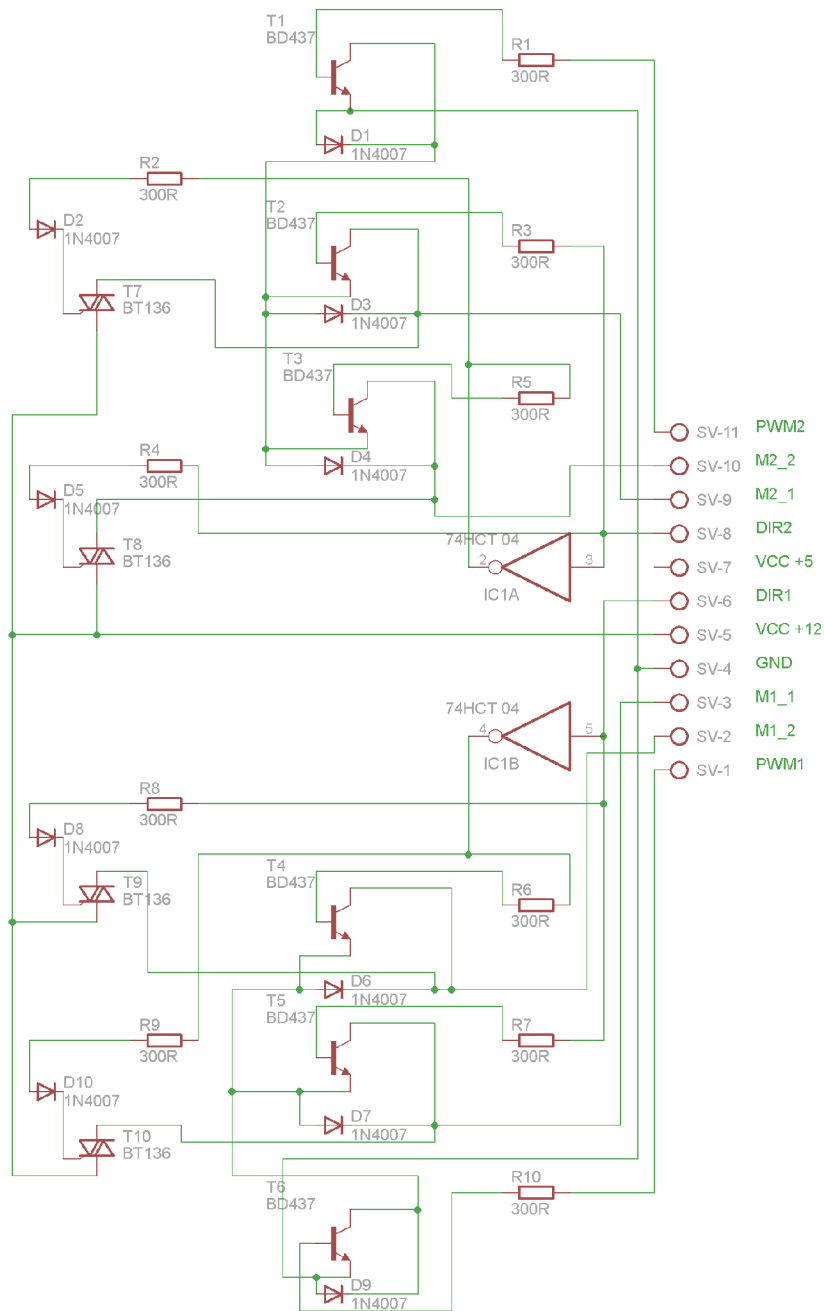 T1
BD437
R1
300R
D1
1N4007
R2
300R
T2
BD437
D2
1N4007
R3
300R
T7
BT136
D3
1N4007
T3
BD437
R5
300R
SV-11 PWM2
R4
300R
D4
1N4007
SV-10 M2_2
D5
1N4007
SV-9 M2_1
SV-8 DIR2
T8
BT136
74HCT 04
2
3
IC1A
SV-7 VCC +5
SV-6 DIR1
SV-5 VCC +12
SV-4 GND
SV-3 M1_1
74HCT 04
4
5
IC1B
SV-2 M1_2
SV-1 PWM1
R8
300R
D8
1N4007
T4
BD437
T9
BT136
R6
300R
D6
1N4007
T5
BD437
R9
300R
R7
300R
D10
1N4007
D7
1N4007
T10
BT136
T6
BD437
R10
300R
D9
1N4007